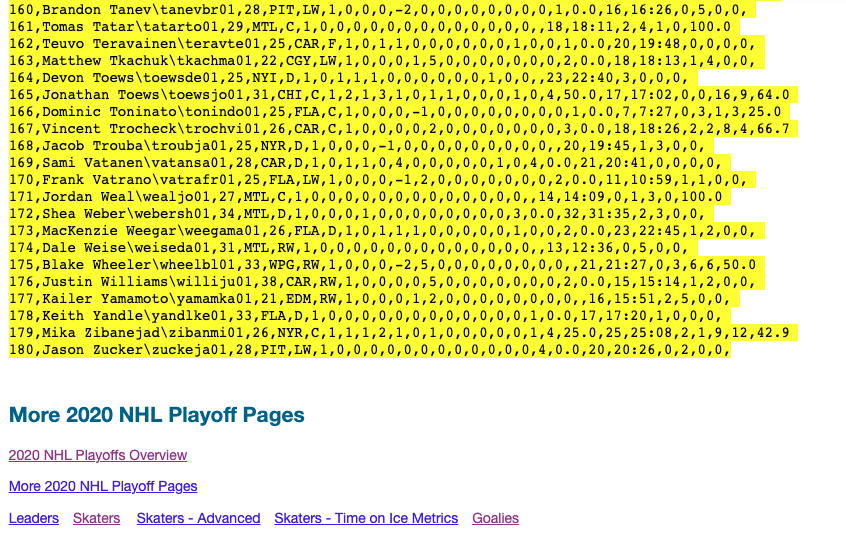 160,Brandon Tanev\tanevbr01,28,PIT,LW,1,0,0,0,-2,0,0,0,0,0,0,0,0,1,0.0,16,16:26,0,5,0,0,
161,Tomas Tatar\tatarto01,29,MTL,C,1,0,0,0,0,0,0,0,0,0,0,0,0,0,,18,18:11,2,4,1,0,100.0
162,Teuvo Teravainen\teravte01,25,CAR,F,1,0,1,1,0,0,0,0,0,0,1,0,0,1,0.0,20,19:48,0,0,0,0,
163,Matthew Tkachuk\tkachma01,22,CGY,LW,1,0,0,0,1,5,0,0,0,0,0,0,0,2,0.0,18,18:13,1,4,0,0,
164,Devon Toews\toewsde01,25,NYI,D,1,0,1,1,1,0,0,0,0,0,0,1,0,0,,23,22:40,3,0,0,0,
165,Jonathan Toews\toewsjo01,31,CHI,C,1,2,1,3,1,0,1,1,0,0,0,1,0,4,50.0,17,17:02,0,0,16,9,64.0
166,Dominic Toninato\tonindo01,25,FLA,C,1,0,0,0,-1,0,0,0,0,0,0,0,0,1,0.0,7,7:27,0,3,1,3,25.0
167,Vincent Trocheck\trochvi01,26,CAR,C,1,0,0,0,0,2,0,0,0,0,0,0,0,3,0.0,18,18:26,2,2,8,4,66.7
168,Jacob Trouba\troubja01,25,NYR,D,1,0,0,0,-1,0,0,0,0,0,0,0,0,0,,20,19:45,1,3,0,0,
169,Sami Vatanen\vatansa01,28,CAR,D,1,0,1,1,0,4,0,0,0,0,0,1,0,4,0.0,21,20:41,0,0,0,0,
170,Frank Vatrano\vatrafr01,25,FLA,LW,1,0,0,0,-1,2,0,0,0,0,0,0,0,2,0.0,11,10:59,1,1,0,0,
171,Jordan Weal\wealjo01,27,MTL,C,1,0,0,0,0,0,0,0,0,0,0,0,0,0,,14,14:09,0,1,3,0,100.0
172,Shea Weber\webersh01,34,MTL,D,1,0,0,0,1,0,0,0,0,0,0,0,0,3,0.0,32,31:35,2,3,0,0,
173,MacKenzie Weegar\weegama01,26,FLA,D,1,0,1,1,1,0,0,0,0,0,1,0,0,2,0.0,23,22:45,1,2,0,0,
174,Dale Weise\weiseda01,31,MTL,RW,1,0,0,0,0,0,0,0,0,0,0,0,0,0,,13,12:36,0,5,0,0,
175,Blake Wheeler\wheelbl01,33,WPG,RW,1,0,0,0,-2,5,0,0,0,0,0,0,0,0,,21,21:27,0,3,6,6,50.0
176,Justin Williams\williju01,38,CAR,RW,1,0,0,0,0,5,0,0,0,0,0,0,0,2,0.0,15,15:14,1,2,0,0,
177,Kailer Yamamoto\yamamka01,21,EDM,RW,1,0,0,0,1,2,0,0,0,0,0,0,0,0,,16,15:51,2,5,0,0,
178,Keith Yandle\yandlke01,33,FLA,D,1,0,0,0,0,0,0,0,0,0,0,0,0,1,0.0,17,17:20,1,0,0,0,
179,Mika Zibanejad\zibanmi01,26,NYR,C,1,1,1,2,1,0,1,0,0,0,0,0,1,4,25.0,25,25:08,2,1,9,12,42.9
180,Jason Zucker\zuckeja01,28,PIT,LW,1,0,0,0,0,0,0,0,0,0,0,0,0,4,0.0,20,20:26,0,2,0,0,
More 2020 NHL Playoff Pages
2020 NHL Playoffs Overview
More 2020 NHL Playoff Pages
Leaders Skaters Skaters - Advanced Skaters - Time on Ice Metrics Goalies